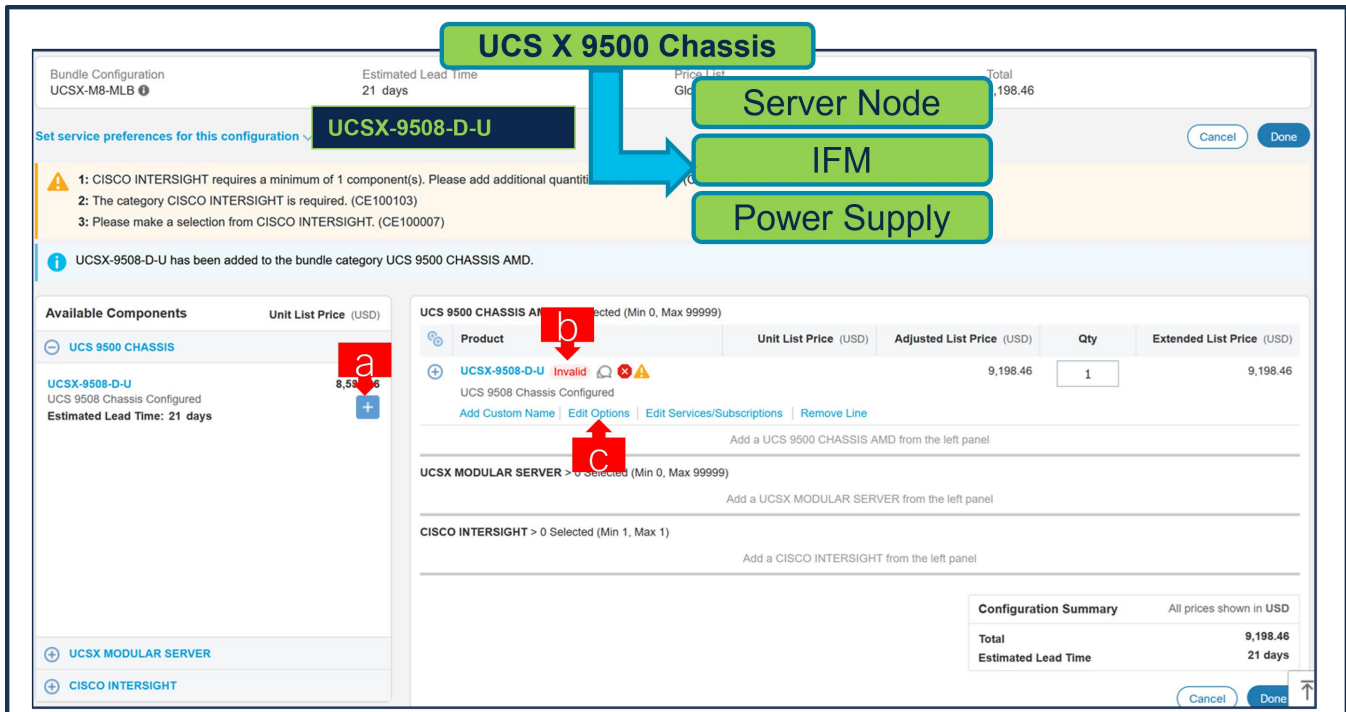 UCS X 9500 Chassis
Bundle Configuration
UCSX-M8-MLB
Estimated Lead Time
21 days
Price List
Total
,198.46
Server Node
IFM
Power Supply
Set service preferences for this configuration
UCSX-9508-D-U
Cancel
Done
1: CISCO INTERSIGHT requires a minimum of 1 component(s). Please add additional
2: The category CISCO INTERSIGHT is required. (CE100103)
3: Please make a selection from CISCO INTERSIGHT. (CE100007)
UCSX-9508-D-U has been added to the bundle category UCS 9500 CHASSIS AMD.
Available Components Unit List Price (USD)
UCS 9500 CHASSIS
a
UCSX-9508-D-U
UCS 9508 Chassis Configured
Estimated Lead Time: 21 days
+
UCSX MODULAR SERVER
CISCO INTERSIGHT
UCS 9500 CHASSIS (Min 0, Max 99999)
b
Product Unit List Price (USD) Adjusted List Price (USD) Qty Extended List Price (USD)
UCSX-9508-D-U Invalid 9,198.46 1 9,198.46
UCS 9508 Chassis Configured
Add Custom Name | Edit Options | Edit Services/Subscriptions | Remove Line
c
Add a UCS 9500 CHASSIS AMD from the left panel
UCSX MODULAR SERVER > 0 Selected (Min 0, Max 99999)
Add a UCSX MODULAR SERVER from the left panel
CISCO INTERSIGHT > 0 Selected (Min 1, Max 1)
Add a CISCO INTERSIGHT from the left panel
Configuration Summary All prices shown in USD
Total 9,198.46
Estimated Lead Time 21 days
Cancel
Done